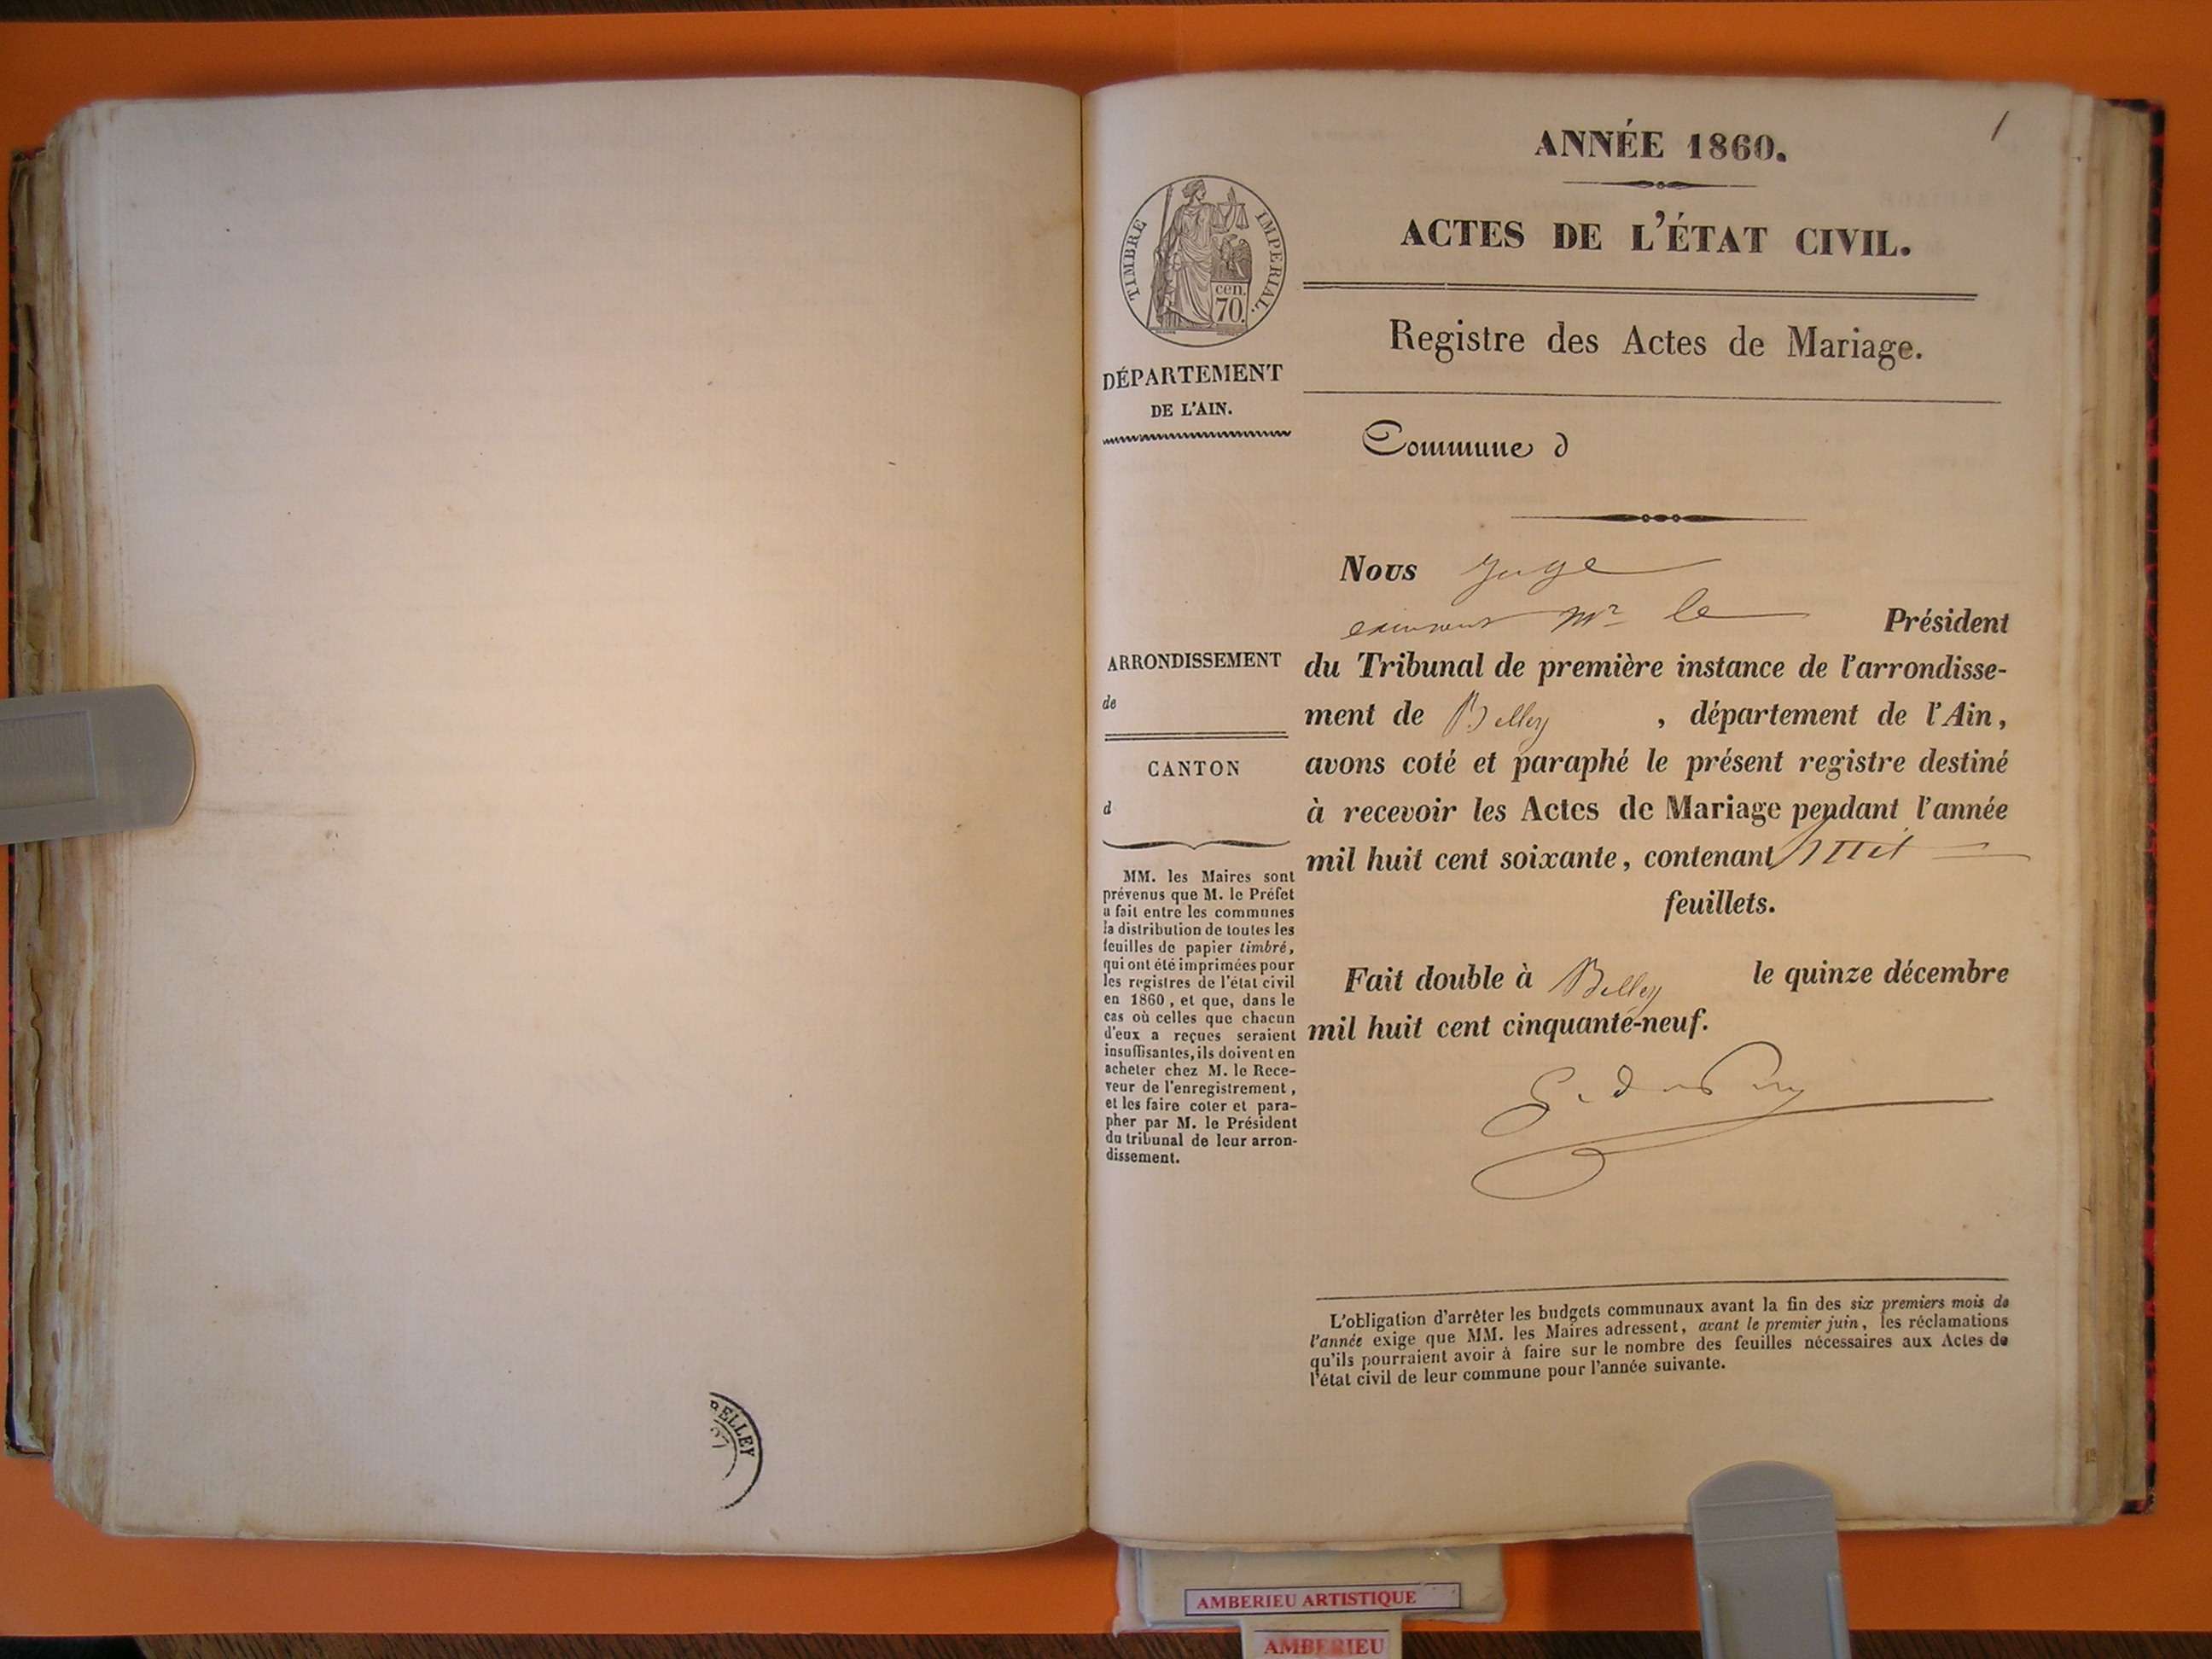 BELLEY
1
ANNÉE 1860.
ACTES DE L'ÉTAT CIVIL.
Registre des Actes de Mariage.
TIMBRE IMPERIAL.
cen.
70.
DÉPARTEMENT
DE L'AIN.
Commune d
ARRONDISSEMENT
de
CANTON
d
MM. les Maires sont
prévenus que M. le Préfet
a fait entre les communes
la distribution de toutes les
feuilles de papier timbré,
qui ont été imprimées pour
les registres de l'état civil
en 1860, et que, dans le
cas où celles que chacun
d'eux a reçues seraient
insuffisantes, ils doivent en
acheter chez M. le Rece-
veur de l'enregistrement,
et les faire coter et para-
pher par M. le Président
du tribunal de leur arron-
dissement.
Nous Juge
Mr le Président
du Tribunal de première instance de l'arrondisse-
ment de Belley, département de l'Ain,
avons coté et paraphé le présent registre destiné
à recevoir les Actes de Mariage pendant l'année
mil huit cent soixante, contenant
feuillets.
Fait double à Belley le quinze décembre
mil huit cent cinquante-neuf.
L'obligation d'arrêter les budgets communaux avant la fin des six premiers mois de
l'année exige que MM. les Maires adressent, avant le premier juin, les réclamations
qu'ils pourraient avoir à faire sur le nombre des feuilles nécessaires aux Actes de
l'état civil de leur commune pour l'année suivante.
AMBERIEU ARTISTIQUE
AMBERIEU